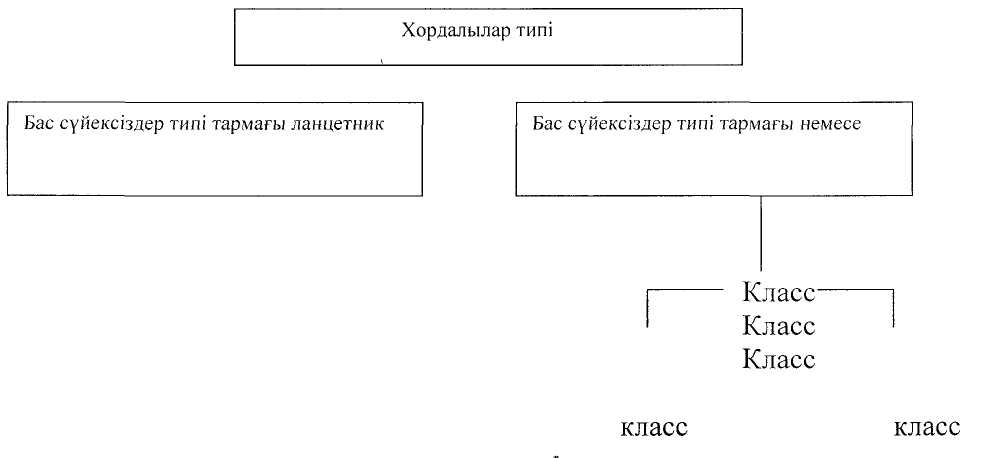 Хордалылар типі
Бас сүйексіздер типі тармағы ланцетник
Бас сүйексіздер типі тармағы немесе
Класс
Класс
Класс
класс класс